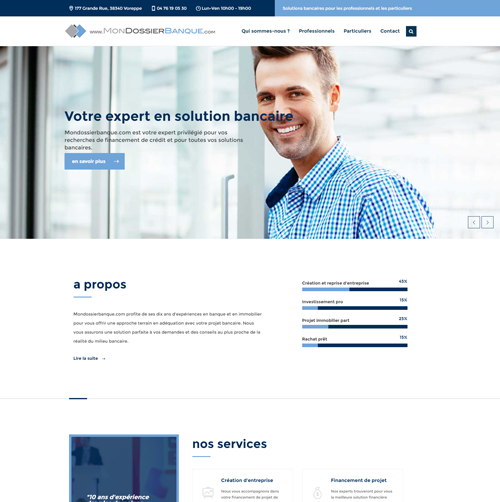 177 Grande Rue, 38340 Voreppe
04 76 19 05 30
Lun-Ven 10h00 - 19h00
Solutions bancaires pour les professionnels et les particuliers
www.MonDossierBanque.com
Qui sommes-nous ?
Professionnels
Particuliers
Contact
Votre expert en solution bancaire
Mondossierbanque.com est votre expert privilégié pour vos
recherches de financement de crédit et pour toutes vos solutions
bancaires.
en savoir plus
a propos
Mondossierbanque.com profite de ses dix ans d'expériences en banque et en immobilier
pour vous offrir une approche terrain en adéquation avec votre projet bancaire. Nous
vous assurons une solution parfaite à vos demandes et des conseils au plus proche de la
réalité du milieu bancaire.
Lire la suite
Création et reprise d'entreprise 45%
Investissement pro 15%
Projet immobilier part 25%
Rachat prêt 15%
"10 ans d'expérience
nos services
Création d'entreprise
Nous vous accompagnons dans
votre financement de projet de
Financement de projet
Nos experts trouveront pour vous
la meilleure solution financière